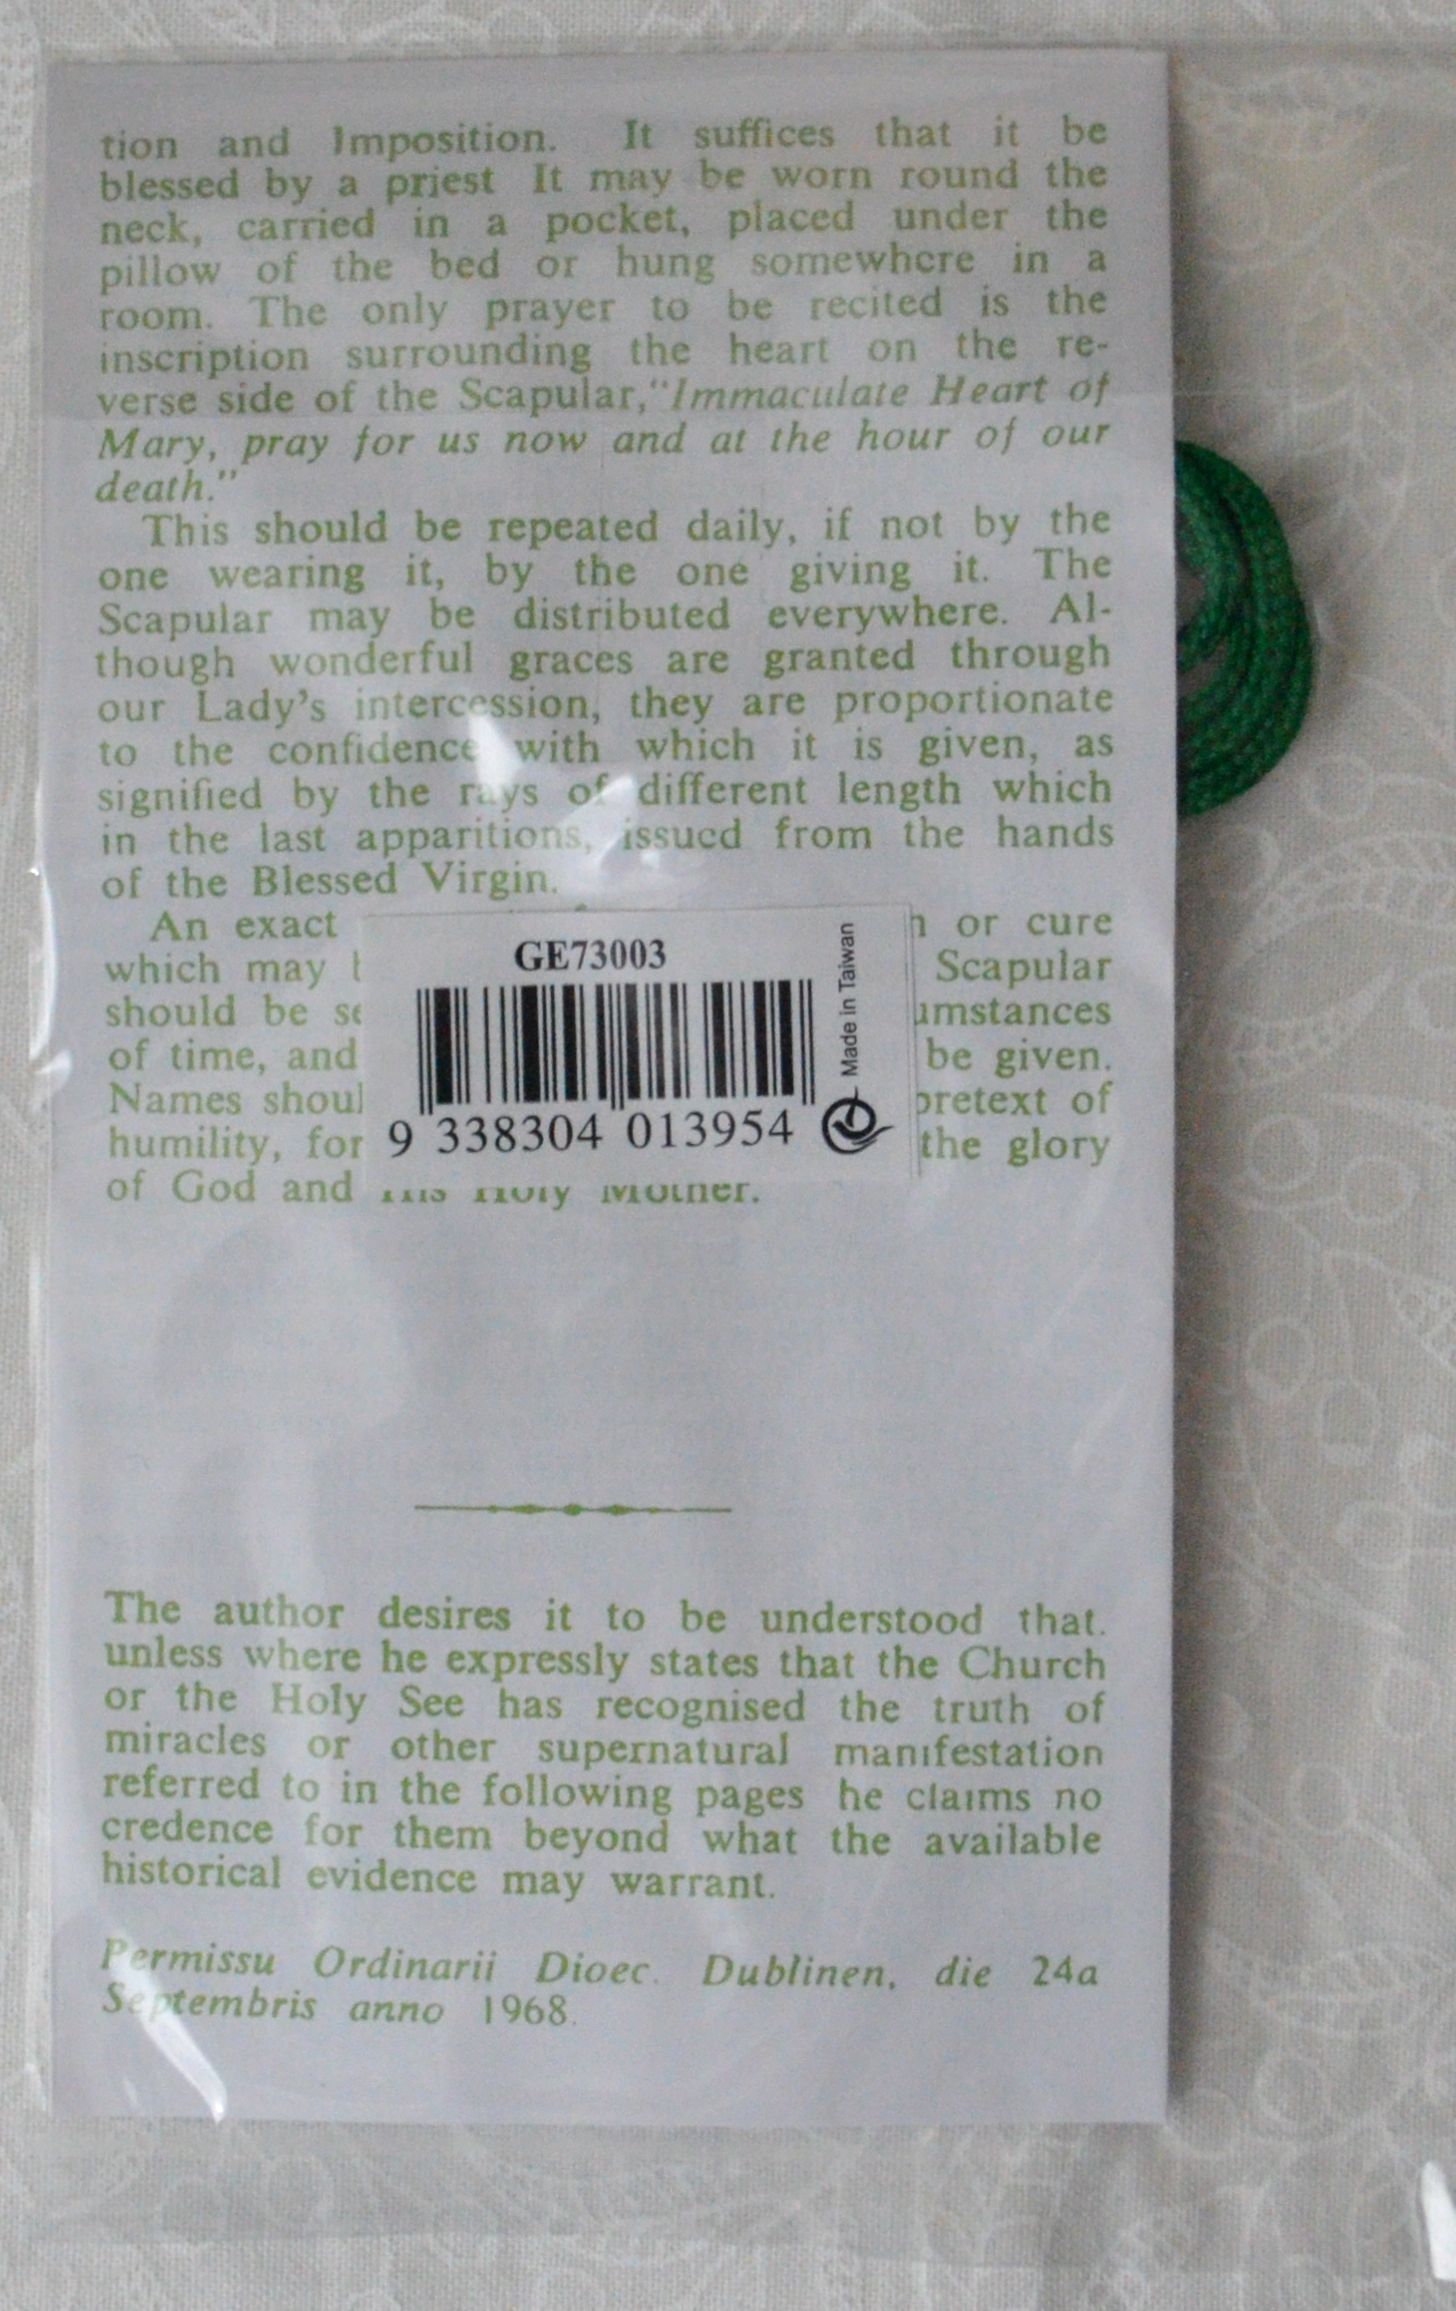 tion and Imposition. It suffices that it be
blessed by a priest It may be worn round the
neck, carried in a pocket, placed under the
pillow of the bed or hung somewhere in a
room. The only prayer to be recited is the
inscription surrounding the heart on the re-
verse side of the Scapular, "Immaculate Heart of
Mary, pray for us now and at the hour of our
death."
This should be repeated daily, if not by the
one wearing it, by the one giving it. The
Scapular may be distributed everywhere. Al-
though wonderful graces are granted through
our Lady's intercession, they are proportionate
to the confidence with which it is given, as
signified by the rays of different length which
in the last apparitions, issued from the hands
of the Blessed Virgin.
An exact or cure
which may Scapular
should be
of time, and be given.
Names of
humility, the glory
of God and His Holy Mother.
GE73003
Made in Taiwan
9 338304 013954
The author desires it to be understood that.
unless where he expressly states that the Church
or the Holy See has recognised the truth of
miracles or other supernatural manifestation
referred to in the following pages he claims no
credence for them beyond what the available
historical evidence may warrant.
Permissu Ordinarii Dioec. Dublinen. die 24a
Septembris anno 1968.